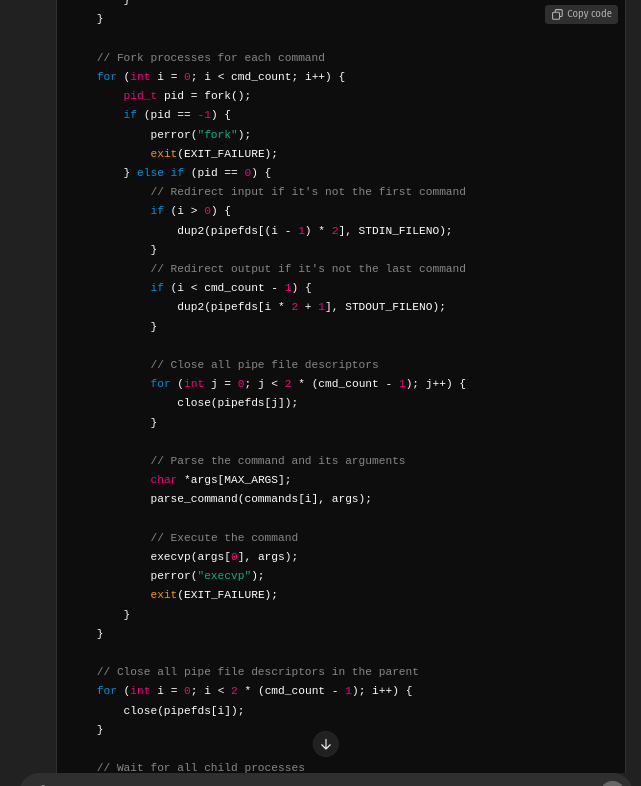 }
Copy code
}
// Fork processes for each command
for (int i = 0; i < cmd_count; i++) {
pid_t pid = fork();
if (pid == -1) {
perror("fork");
exit(EXIT_FAILURE);
} else if (pid == 0) {
// Redirect input if it's not the first command
if (i > 0) {
dup2(pipefds[(i - 1) * 2], STDIN_FILENO);
}
// Redirect output if it's not the last command
if (i < cmd_count - 1) {
dup2(pipefds[i * 2 + 1], STDOUT_FILENO);
}
// Close all pipe file descriptors
for (int j = 0; j < 2 * (cmd_count - 1); j++) {
close(pipefds[j]);
}
// Parse the command and its arguments
char *args[MAX_ARGS];
parse_command(commands[i], args);
// Execute the command
execvp(args[0], args);
perror("execvp");
exit(EXIT_FAILURE);
}
}
// Close all pipe file descriptors in the parent
for (int i = 0; i < 2 * (cmd_count - 1); i++) {
close(pipefds[i]);
}
// Wait for all child processes